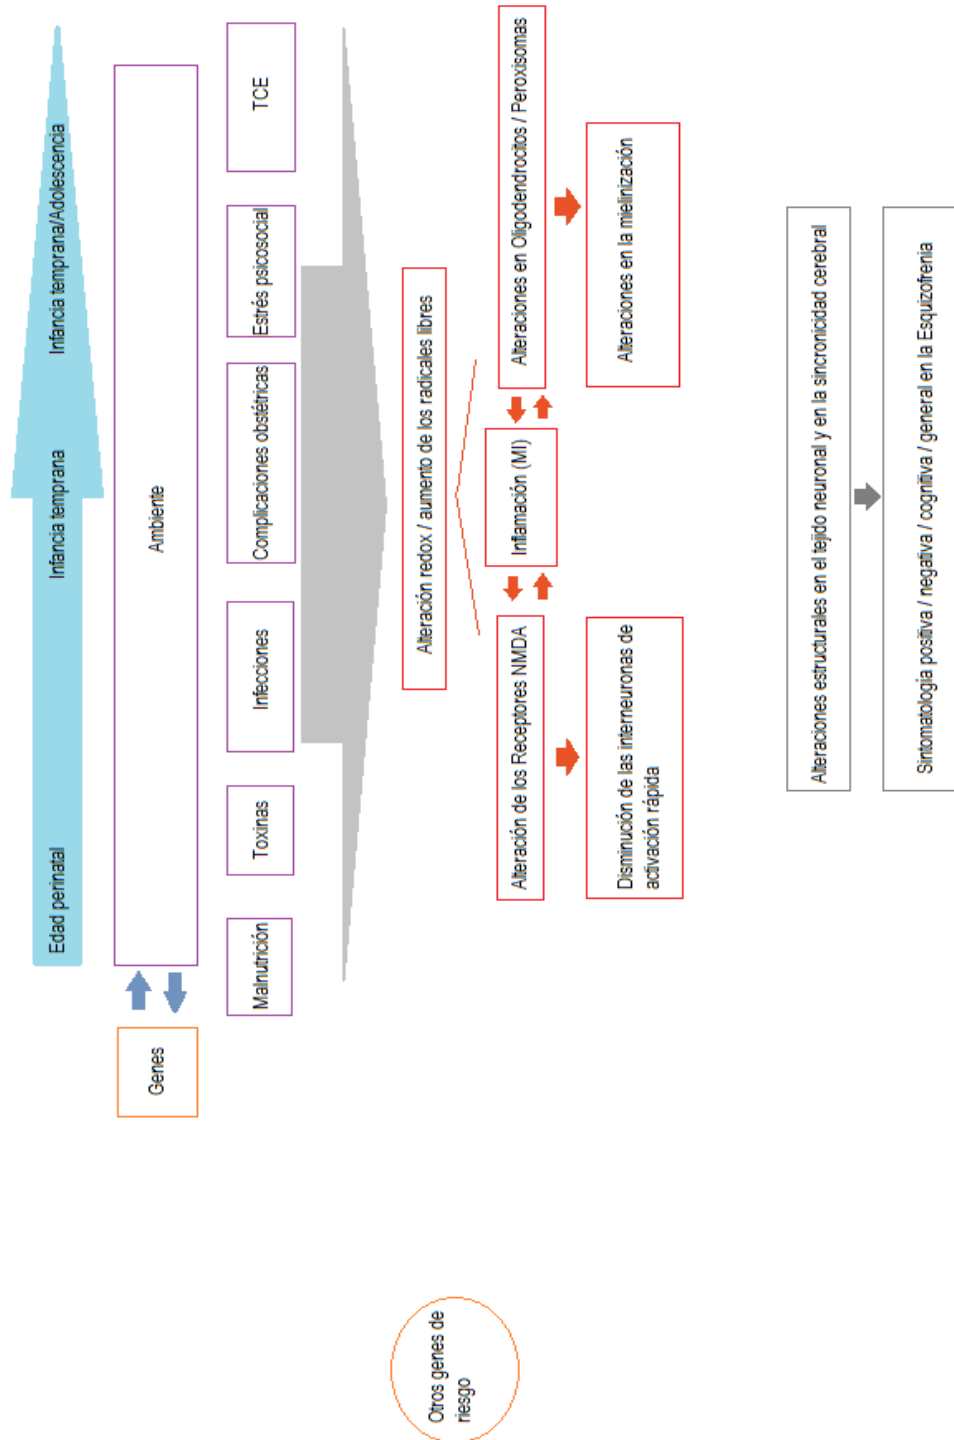 Edad perinatal
Infancia temprana
Infancia temprana/Adolescencia
Genes
Ambiente
Malnutrición
Toxinas
Infecciones
Complicaciones obstétricas
Estrés psicosocial
TCE
Alteración redox / aumento de los radicales libres
Otros genes de
riesgo
Alteración de los Receptores NMDA
Inflamación (MI)
Alteraciones en Oligodendrocitos / Peroxisomas
Disminución de las interneuronas de
activación rápida
Alteraciones en la mielinización
Alteraciones estructurales en el tejido neuronal y en la sincronicidad cerebral
Sintomatología positiva / negativa / cognitiva / general en la Esquizofrenia